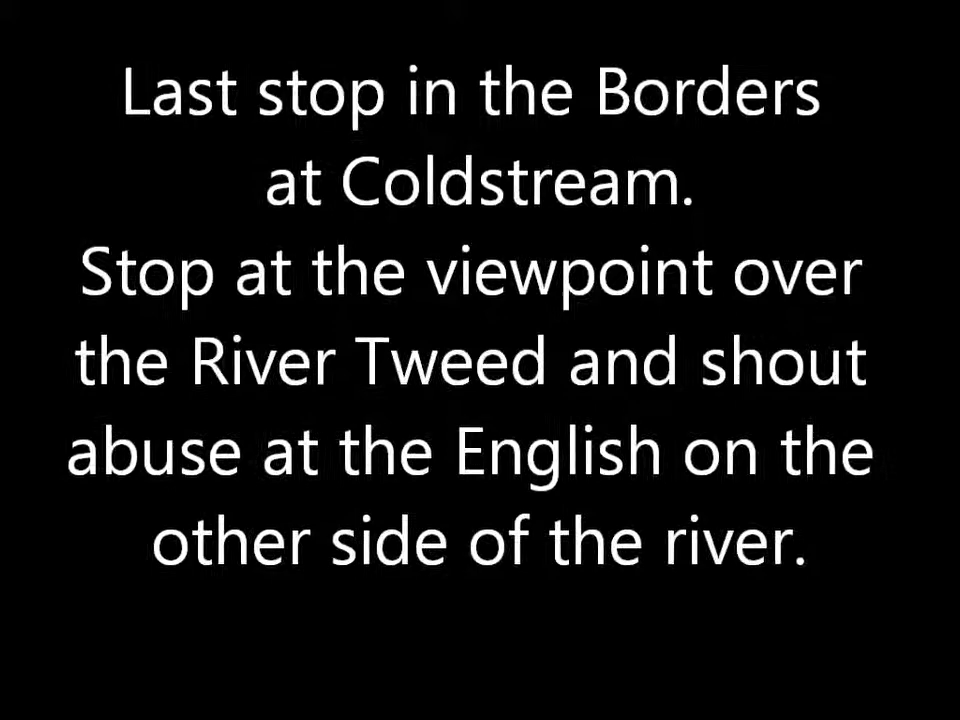 Last stop in the Borders
at Coldstream.
Stop at the viewpoint over
the River Tweed and shout
abuse at the English on the
other side of the river.